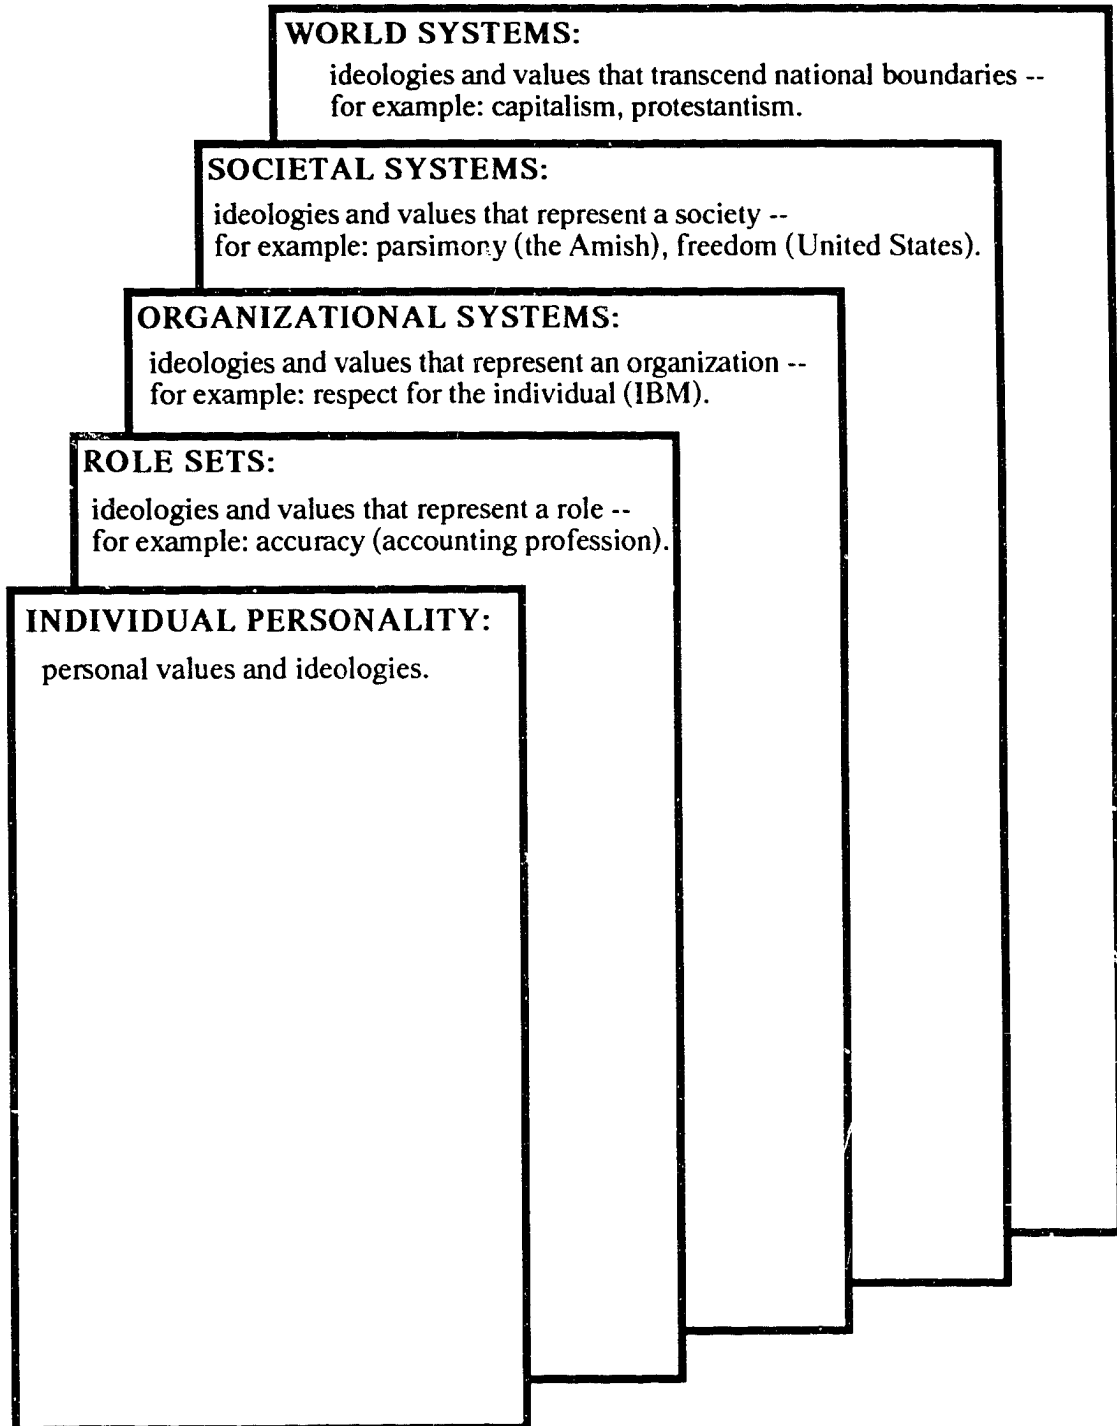 WORLD SYSTEMS:
ideologies and values that transcend national boundaries --
for example: capitalism, protestantism.
SOCIETAL SYSTEMS:
ideologies and values that represent a society --
for example: parsimony (the Amish), freedom (United States).
ORGANIZATIONAL SYSTEMS:
ideologies and values that represent an organization --
for example: respect for the individual (IBM).
ROLE SETS:
ideologies and values that represent a role --
for example: accuracy (accounting profession).
INDIVIDUAL PERSONALITY:
personal values and ideologies.